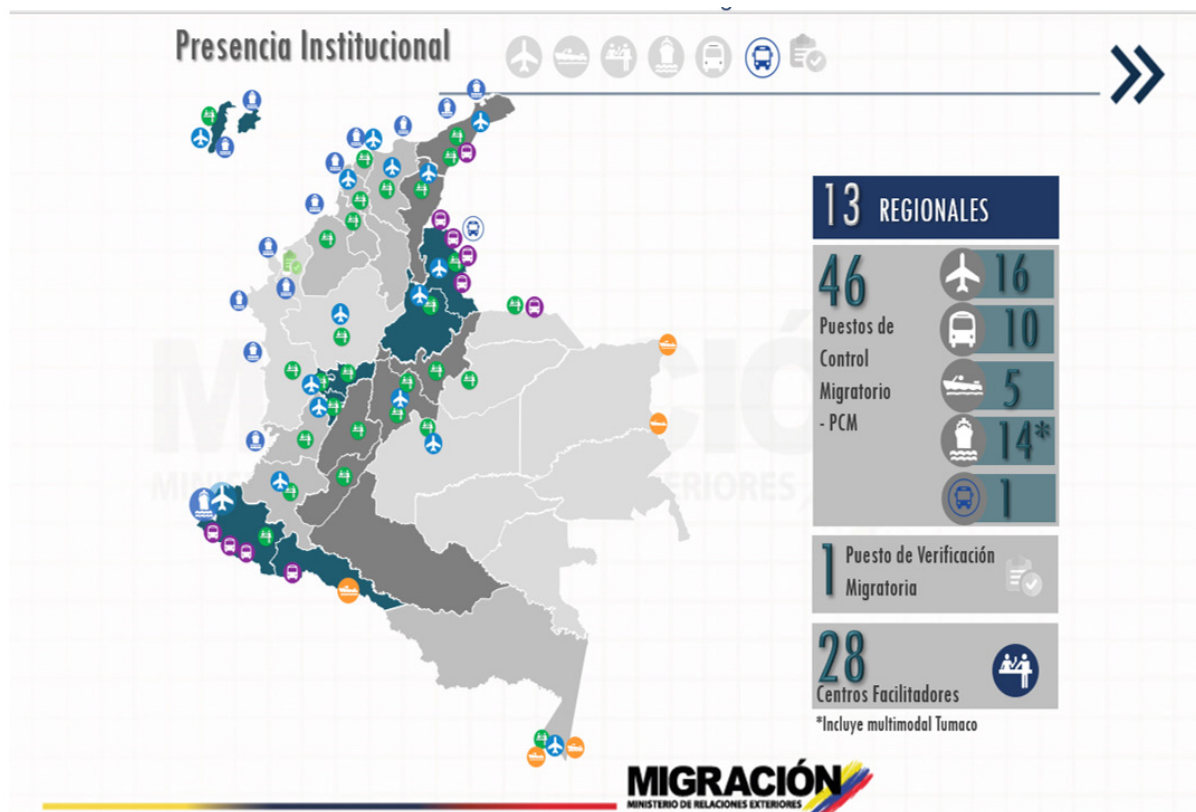 Presencia Institucional
13 REGIONALES
46
Puestos de
Control
Migratorio
- PCM
16
10
5
14*
1
1 Puesto de Verificación
Migratoria
28
Centros Facilitadores
*Incluye multimodal Tumaco
MIGRACIÓN
MINISTERIO DE RELACIONES EXTERIORES